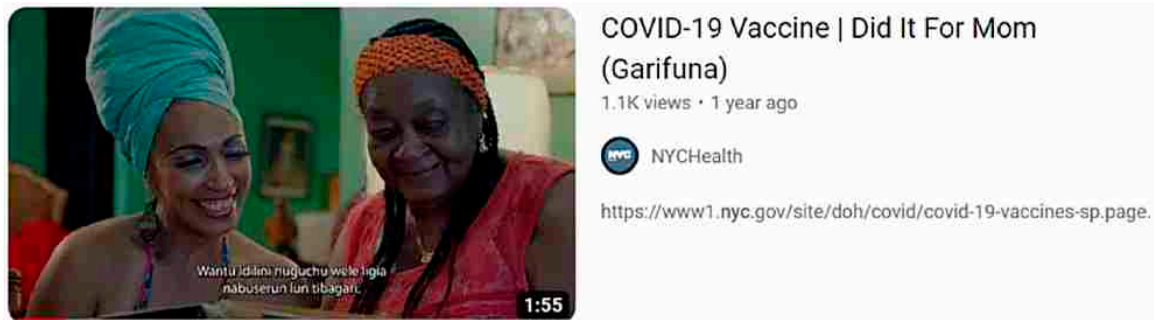 COVID-19 Vaccine | Did It For Mom
(Garifuna)
1.1K views • 1 year ago
NYC
NYCHealth
https://www1.nyc.gov/site/doh/covid/covid-19-vaccines-sp.page.
Wantu idilini nuguchu wele ligia
nabuserun lun tibagari.
1:55